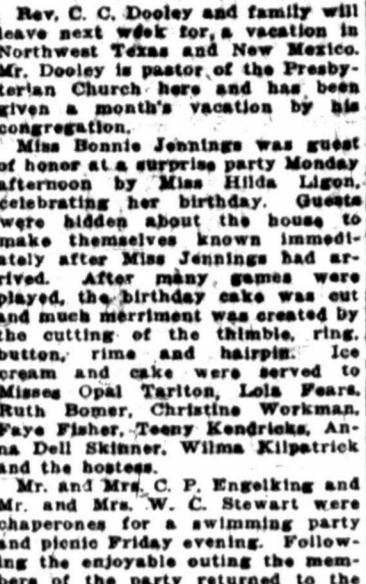 Rev. C. C. Dooley and family will
leave next week for a vacation in
Northwest Texas and New Mexico.
Mr. Dooley is pastor of the Presby-
terian Church here and has been
given a month's vacation by his
congregation.
Miss Bonnie Jennings was guest
of honor at a surprise party Monday
afternoon by Miss Hilda Ligon,
celebrating her birthday. Guests
were hidden about the house to
make themselves known immedi-
ately after Miss Jennings had ar-
rived. After many games were
played, the birthday cake was cut
and much merriment was created by
the cutting of the thimble, ring,
button, rime and hairpin. Ice
cream and cake were served to
Misses Opal Tarlton, Lola Fears,
Ruth Bomer, Christine Workman,
Faye Fisher, Teeny Kendricks, An-
na Dell Skinner, Wilma Kilpatrick
and the hostess.
Mr. and Mrs. C. P. Engelking and
Mr. and Mrs. W. C. Stewart were
chaperones for a swimming party
and picnic Friday evening. Follow-
ing the enjoyable outing the mem-
bers of the party returned to the